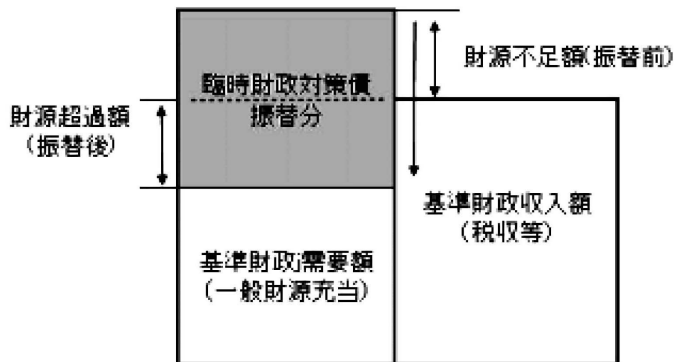 臨時財政対策債
振替分
財源不足額(振替前)
財源超過額
(振替後)
基準財政収入額
(税収等)
基準財政需要額
(一般財源充当)